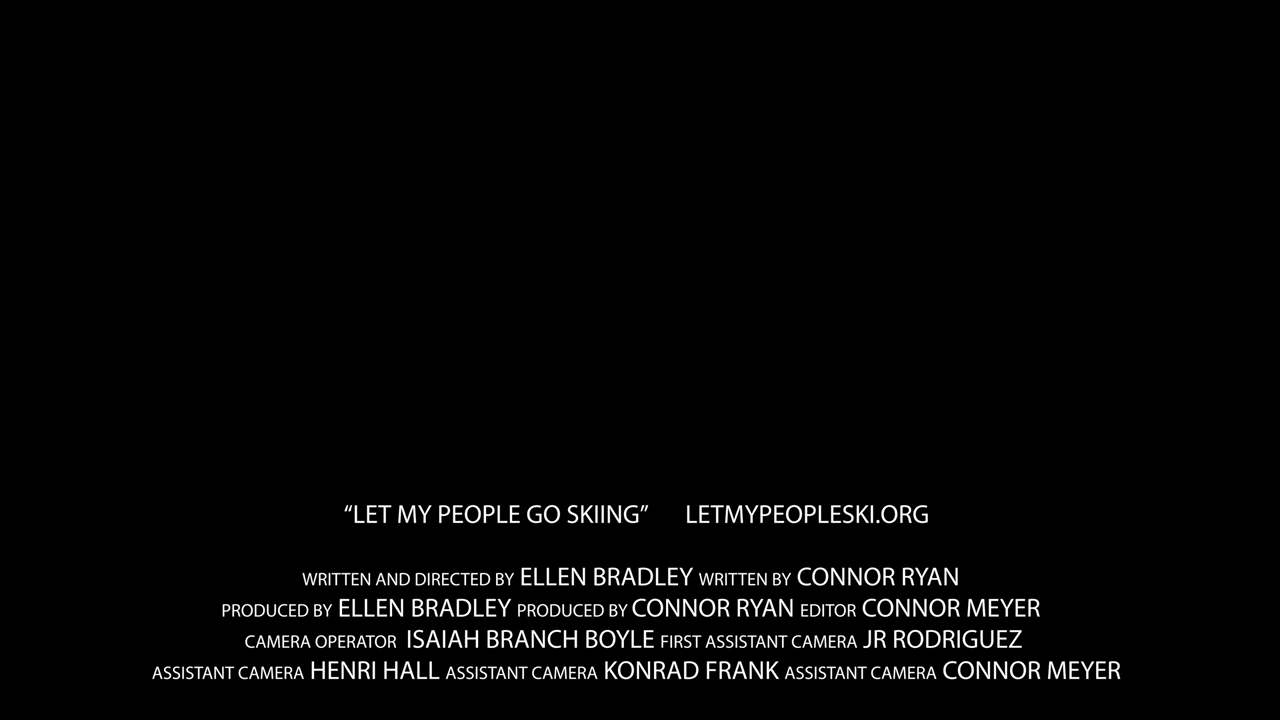 “LET MY PEOPLE GO SKIING” LETMYPEOPLESKI.ORG
WRITTEN AND DIRECTED BY ELLEN BRADLEY WRITTEN BY CONNOR RYAN
PRODUCED BY ELLEN BRADLEY PRODUCED BY CONNOR RYAN EDITOR CONNOR MEYER
CAMERA OPERATOR ISAIAH BRANCH BOYLE FIRST ASSISTANT CAMERA JR RODRIGUEZ
ASSISTANT CAMERA HENRI HALL ASSISTANT CAMERA KONRAD FRANK ASSISTANT CAMERA CONNOR MEYER